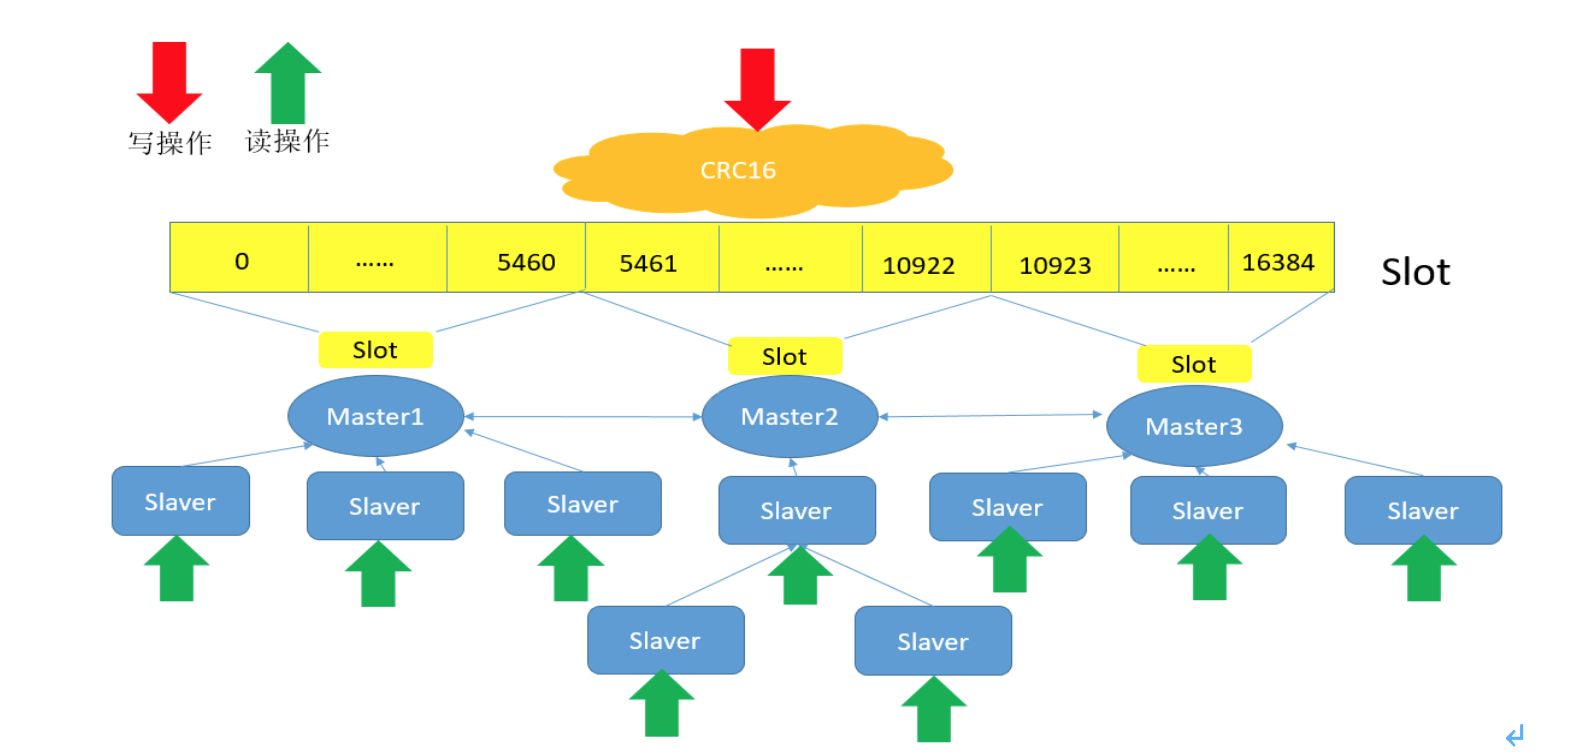 写操作
读操作
CRC16
0
......
5460
5461
......
10922
10923
......
16384
Slot
Slot
Slot
Slot
Master1
Master2
Master3
Slaver
Slaver
Slaver
Slaver
Slaver
Slaver
Slaver
Slaver
Slaver